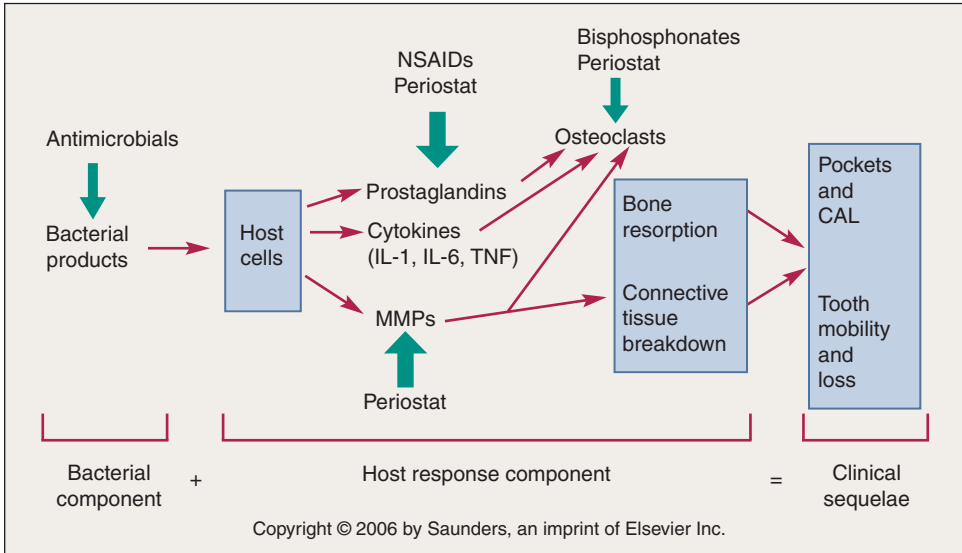 Bisphosphonates
Periostat
NSAIDs
Periostat
Antimicrobials
Osteoclasts
Prostaglandins
Cytokines
(IL-1, IL-6, TNF)
Bacterial
products
Host
cells
MMPs
Periostat
Bone
resorption
Connective
tissue
breakdown
Pockets
and
CAL
Tooth
mobility
and
loss
Bacterial
component
+
Host response component
=
Clinical
sequelae
Copyright © 2006 by Saunders, an imprint of Elsevier Inc.